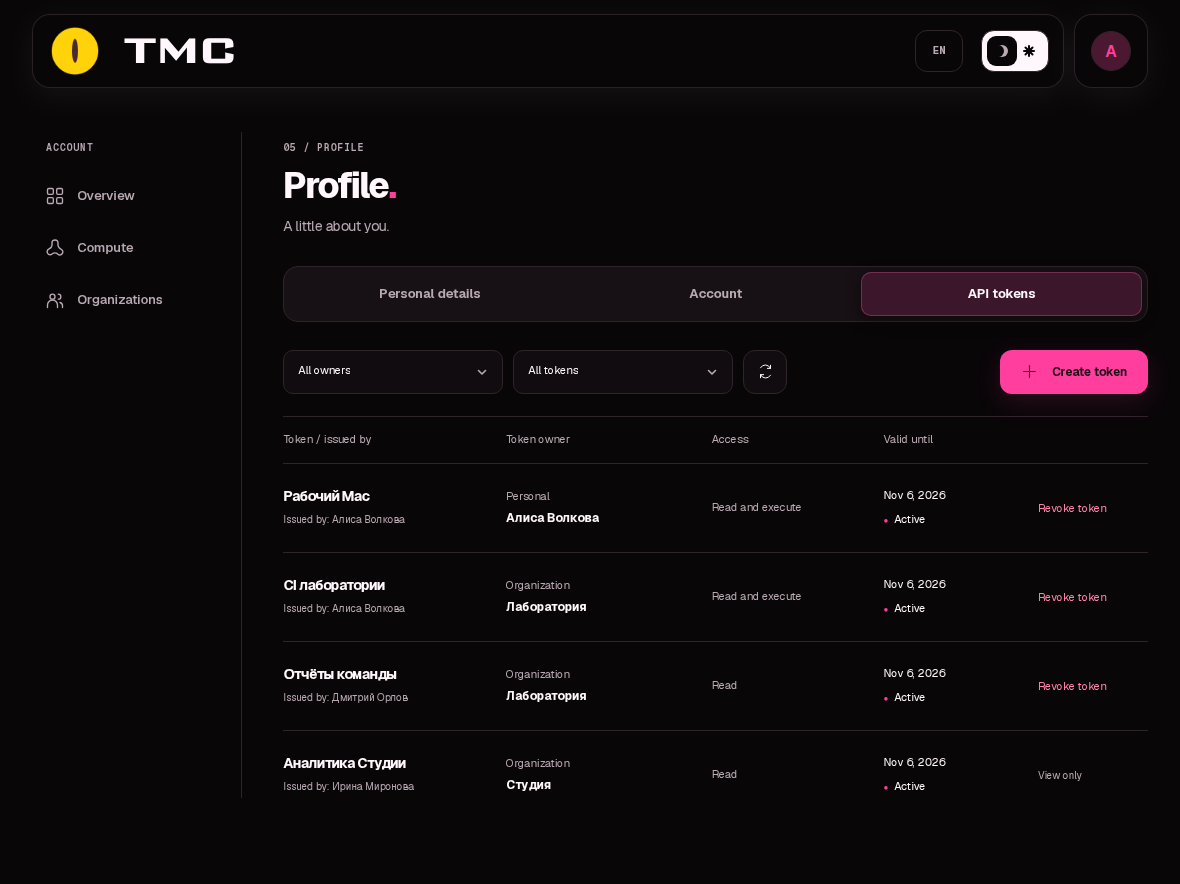 TMC
EN
A
ACCOUNT
Overview
Compute
Organizations
05 / PROFILE
Profile.
A little about you.
Personal details
Account
API tokens
All owners
All tokens
Create token
Token / issued by
Token owner
Access
Valid until
Рабочий Mac
Issued by: Алиса Волкова
Personal
Алиса Волкова
Read and execute
Nov 6, 2026
Active
Revoke token
CI лаборатории
Issued by: Алиса Волкова
Organization
Лаборатория
Read and execute
Nov 6, 2026
Active
Revoke token
Отчёты команды
Issued by: Дмитрий Орлов
Organization
Лаборатория
Read
Nov 6, 2026
Active
Revoke token
Аналитика Студии
Issued by: Ирина Миронова
Organization
Студия
Read
Nov 6, 2026
Active
View only